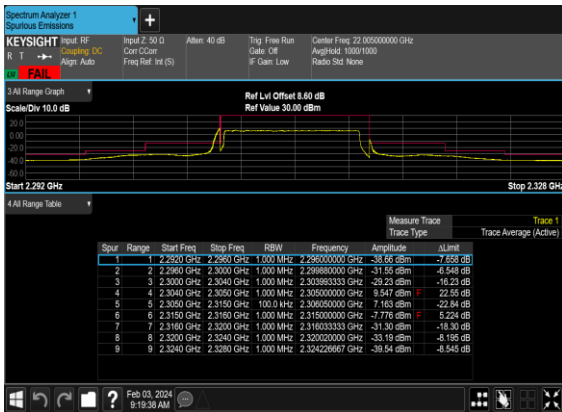 Spectrum Analyzer 1
Spurious Emissions
KEYSIGHT Input: RF Input Z: 50 Ω Atten: 40 dB Trig: Free Run Center Freq: 22.005000000 GHz
R T Coupling: DC Corr CCorr Gate: Off Avg|Hold: 1000/1000
Align: Auto Freq Ref: Int (S) IF Gain: Low Radio Std: None
LXI FAIL
3 All Range Graph Ref Lvl Offset 8.60 dB
Scale/Div 10.0 dB Ref Value 30.00 dBm
20.0
0.00
-20.0
-40.0
-60.0
Start 2.292 GHz Stop 2.328 GHz
4 All Range Table
Measure Trace Trace 1
Trace Type Trace Average (Active)
Spur Range Start Freq Stop Freq RBW Frequency Amplitude ΔLimit
1 1 2.2920 GHz 2.2960 GHz 1.000 MHz 2.296000000 GHz -38.66 dBm -7.658 dB
2 2 2.2960 GHz 2.3000 GHz 1.000 MHz 2.299880000 GHz -31.55 dBm -6.548 dB
3 3 2.3000 GHz 2.3040 GHz 1.000 MHz 2.303993333 GHz -29.23 dBm -16.23 dB
4 4 2.3040 GHz 2.3050 GHz 1.000 MHz 2.305000000 GHz 9.547 dBm F 22.55 dB
5 5 2.3050 GHz 2.3150 GHz 100.0 kHz 2.306050000 GHz 7.163 dBm -22.84 dB
6 6 2.3150 GHz 2.3160 GHz 1.000 MHz 2.315000000 GHz -7.776 dBm F 5.224 dB
7 7 2.3160 GHz 2.3200 GHz 1.000 MHz 2.316033333 GHz -31.30 dBm -18.30 dB
8 8 2.3200 GHz 2.3240 GHz 1.000 MHz 2.320020000 GHz -33.19 dBm -8.195 dB
9 9 2.3240 GHz 2.3280 GHz 1.000 MHz 2.324226667 GHz -39.54 dBm -8.545 dB
Feb 03, 2024
9:19:38 AM